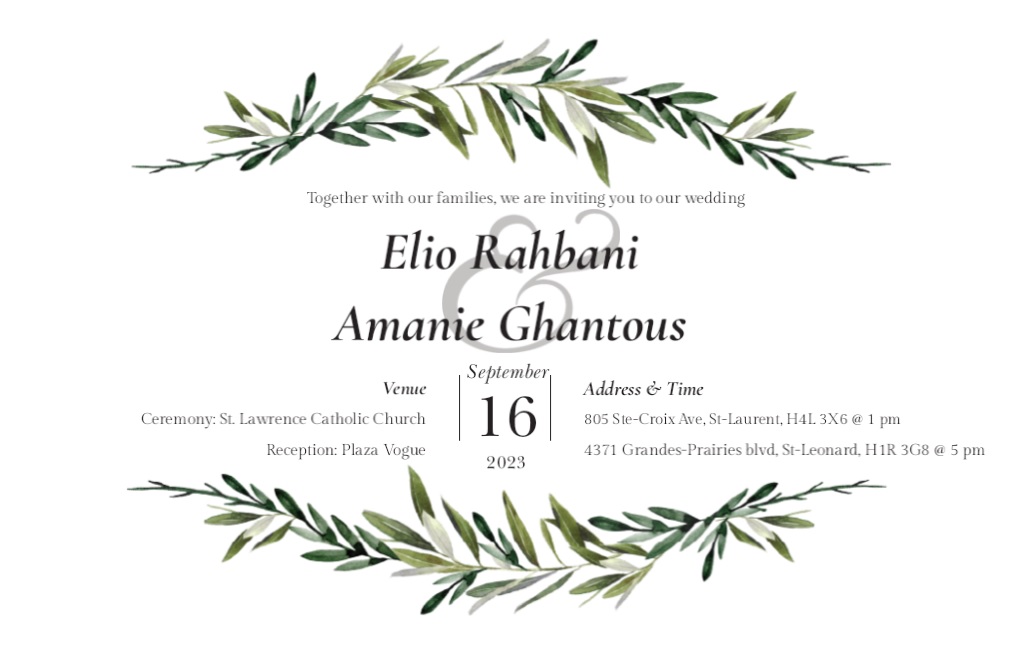 Together with our families, we are inviting you to our wedding
Elio Rahbani
&
Amanie Ghantous
Venue
Ceremony: St. Lawrence Catholic Church
Reception: Plaza Vogue
September
16
2023
Address & Time
805 Ste-Croix Ave, St-Laurent, H4L 3X6 @ 1 pm
4371 Grandes-Prairies blvd, St-Leonard, H1R 3G8 @ 5 pm